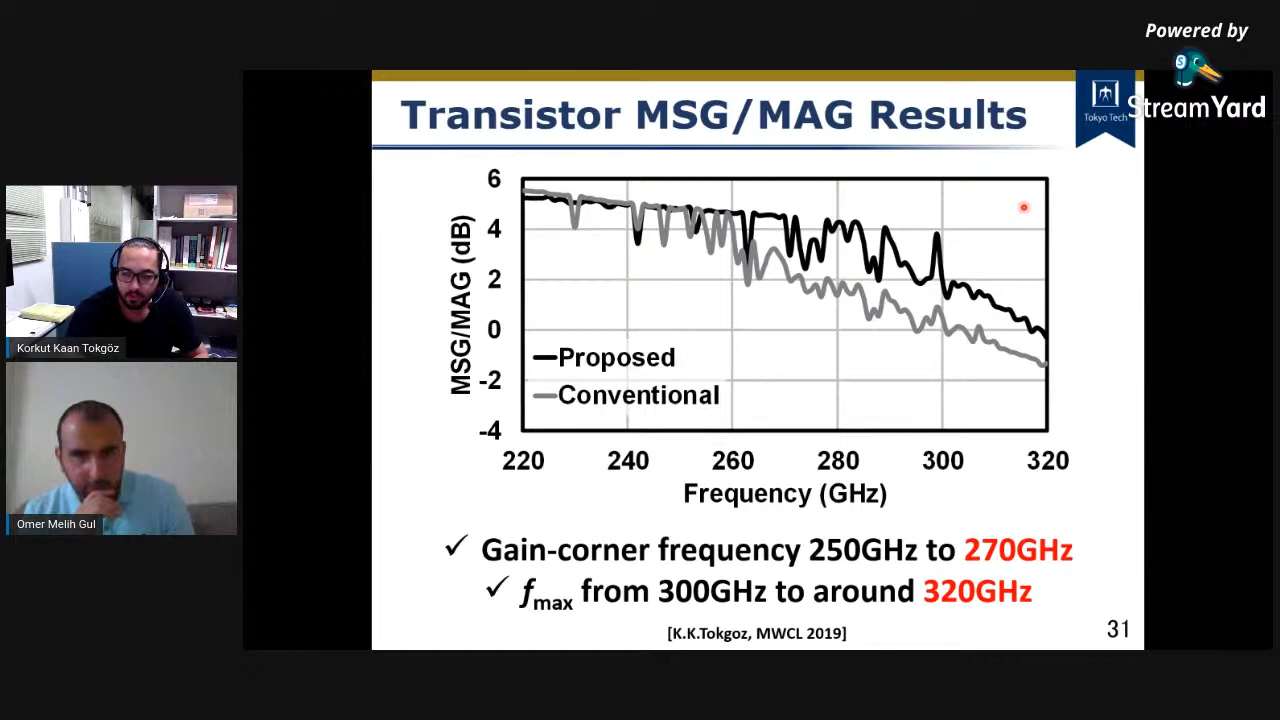 Powered by
StreamYard
Transistor MSG/MAG Results
Tokyo Tech
6
4
2
0
-2
-4
MSG/MAG (dB)
Proposed
Conventional
220 240 260 280 300 320
Frequency (GHz)
✓ Gain-corner frequency 250GHz to 270GHz
✓ fmax from 300GHz to around 320GHz
[K.K.Tokgoz, MWCL 2019]
31
Korkut Kaan Tokgöz
Omer Melih Gul